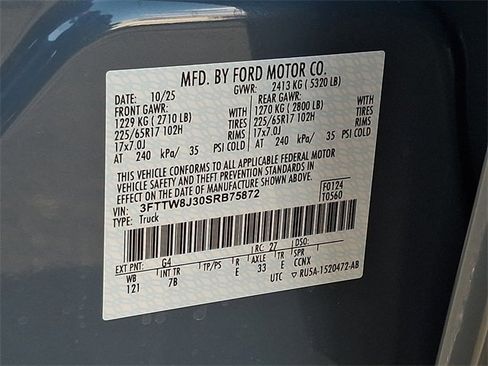 MFD. BY FORD MOTOR CO.
DATE: 10/25 GVWR: 2413 KG ( 5320 LB)
FRONT GAWR: REAR GAWR:
1229 KG ( 2710 LB) WITH 1270 KG ( 2800 LB) WITH
225/65R17 102H TIRES 225/65R17 102H TIRES
17x7.0J RIMS 17x7.0J RIMS
AT 240 kPa/ 35 PSI COLD AT 240 kPa/ 35 PSI COLD
THIS VEHICLE CONFORMS TO ALL APPLICABLE FEDERAL MOTOR
VEHICLE SAFETY AND THEFT PREVENTION STANDARDS IN
EFFECT ON THE DATE OF MANUFACTURE SHOWN ABOVE.
VIN: 3FTTW8J30SRB75872 F0124
TYPE: Truck T0560
EXT PNT: G4 RC: 27 DSO:
WB INT TR TP/PS R AXLE TR SPR
121 7B E 33 E CCNX
UTC RU5A-1520472-AB